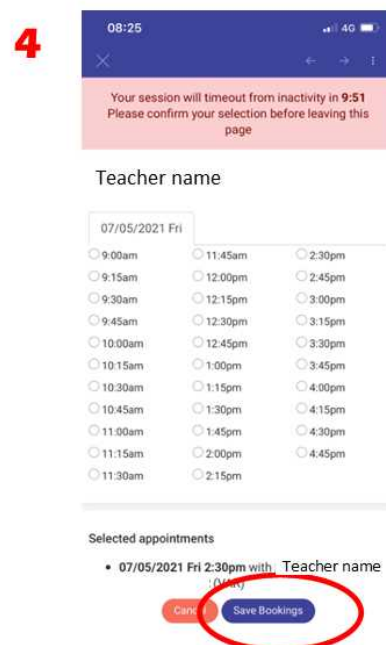 4
08:25
4G
Your session will timeout from inactivity in 9:51
Please confirm your selection before leaving this
page
Teacher name
07/05/2021 Fri
9:00am 11:45am 2:30pm
9:15am 12:00pm 2:45pm
9:30am 12:15pm 3:00pm
9:45am 12:30pm 3:15pm
10:00am 12:45pm 3:30pm
10:15am 1:00pm 3:45pm
10:30am 1:15pm 4:00pm
10:45am 1:30pm 4:15pm
11:00am 1:45pm 4:30pm
11:15am 2:00pm 4:45pm
11:30am 2:15pm
Selected appointments
• 07/05/2021 Fri 2:30pm with Teacher name
: (VAR)
Cancel Save Bookings